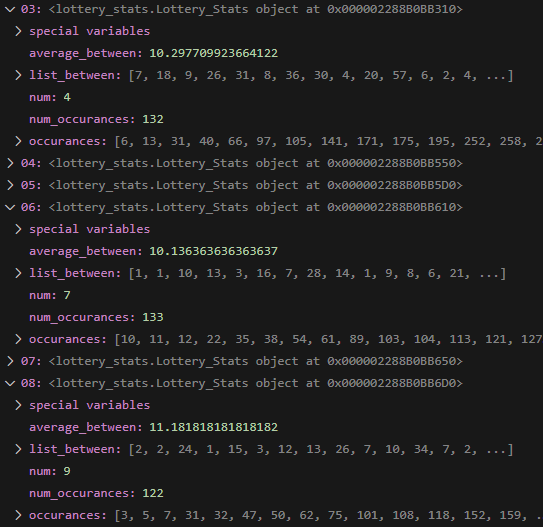 03: <lottery_stats.Lottery_Stats object at 0x000002288B0BB310>
special variables
average_between: 10.297709923664122
list_between: [7, 18, 9, 26, 31, 8, 36, 30, 4, 20, 57, 6, 2, 4, ...]
num: 4
num_occurances: 132
occurances: [6, 13, 31, 40, 66, 97, 105, 141, 171, 175, 195, 252, 258, 2
04: <lottery_stats.Lottery_Stats object at 0x000002288B0BB550>
05: <lottery_stats.Lottery_Stats object at 0x000002288B0BB5D0>
06: <lottery_stats.Lottery_Stats object at 0x000002288B0BB610>
special variables
average_between: 10.136363636363637
list_between: [1, 1, 10, 13, 3, 16, 7, 28, 14, 1, 9, 8, 6, 21, ...]
num: 7
num_occurances: 133
occurances: [10, 11, 12, 22, 35, 38, 54, 61, 89, 103, 104, 113, 121, 127
07: <lottery_stats.Lottery_Stats object at 0x000002288B0BB650>
08: <lottery_stats.Lottery_Stats object at 0x000002288B0BB6D0>
special variables
average_between: 11.181818181818182
list_between: [2, 2, 24, 1, 15, 3, 12, 13, 26, 7, 10, 34, 7, 2, ...]
num: 9
num_occurances: 122
occurances: [3, 5, 7, 31, 32, 47, 50, 62, 75, 101, 108, 118, 152, 159, .